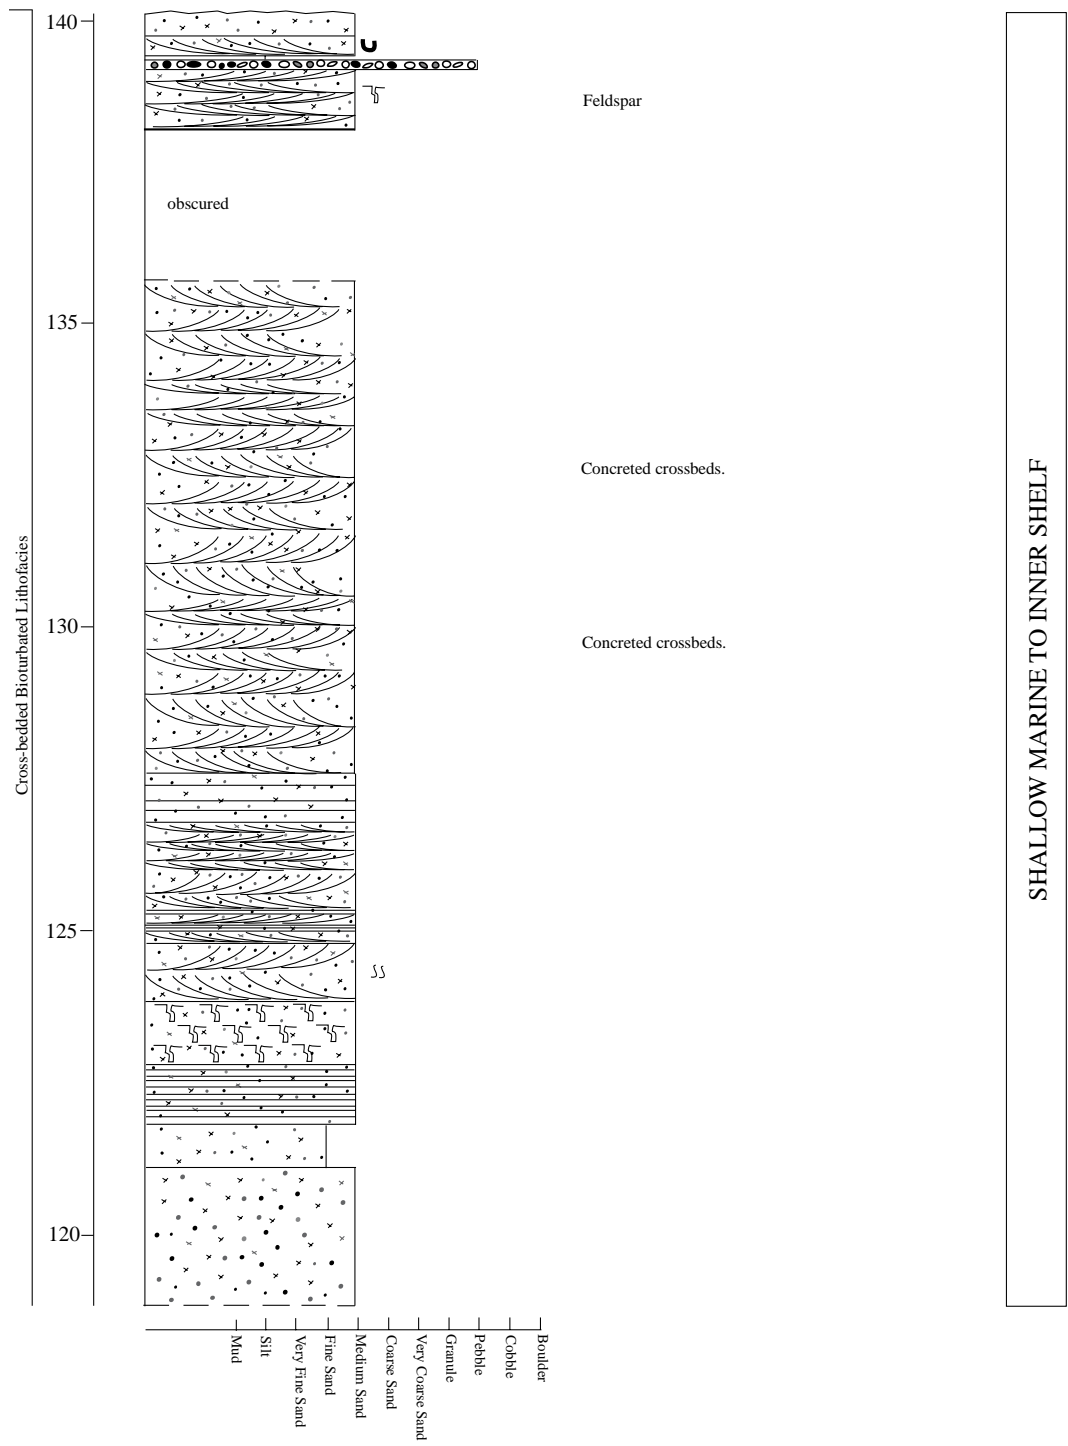 140
Feldspar
obscured
135
Concreted crossbeds.
130
Concreted crossbeds.
125
120
Cross-bedded Bioturbated Lithofacies
SHALLOW MARINE TO INNER SHELF
Mud
Silt
Very Fine Sand
Fine Sand
Medium Sand
Coarse Sand
Very Coarse Sand
Granule
Pebble
Cobble
Boulder